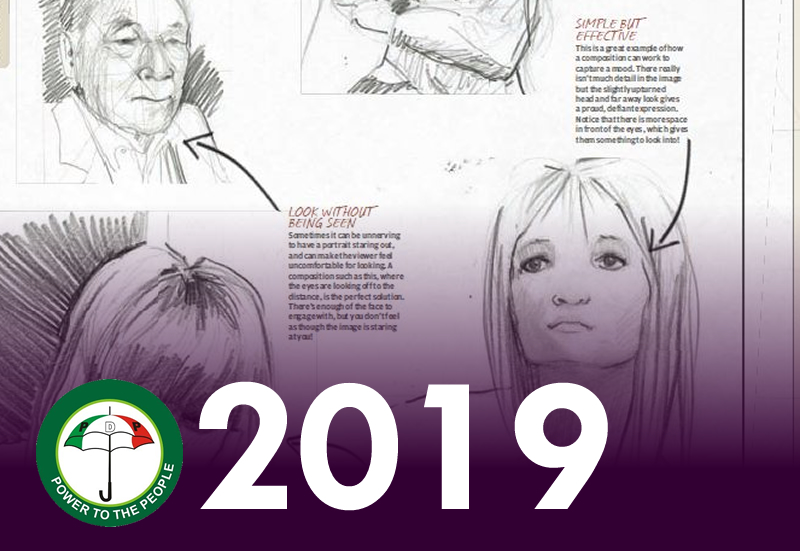 SIMPLE BUT
EFFECTIVE
This is a great example of how
a composition can work to
capture a mood. There really
isn't much detail in the image
but the slightly upturned
head and far away look gives
a proud, defiant expression.
Notice that there is more space
in front of the eyes, which gives
them something to look into!
LOOK WITHOUT
BEING SEEN
Sometimes it can be unnerving
to have a portrait staring out,
and can make the viewer feel
uncomfortable for looking. A
composition such as this, where
the eyes are looking off to the
distance, is the perfect solution.
There's enough of the face to
engage with, but you don't feel
as though the image is staring
at you!
PDP
POWER TO THE PEOPLE
2019